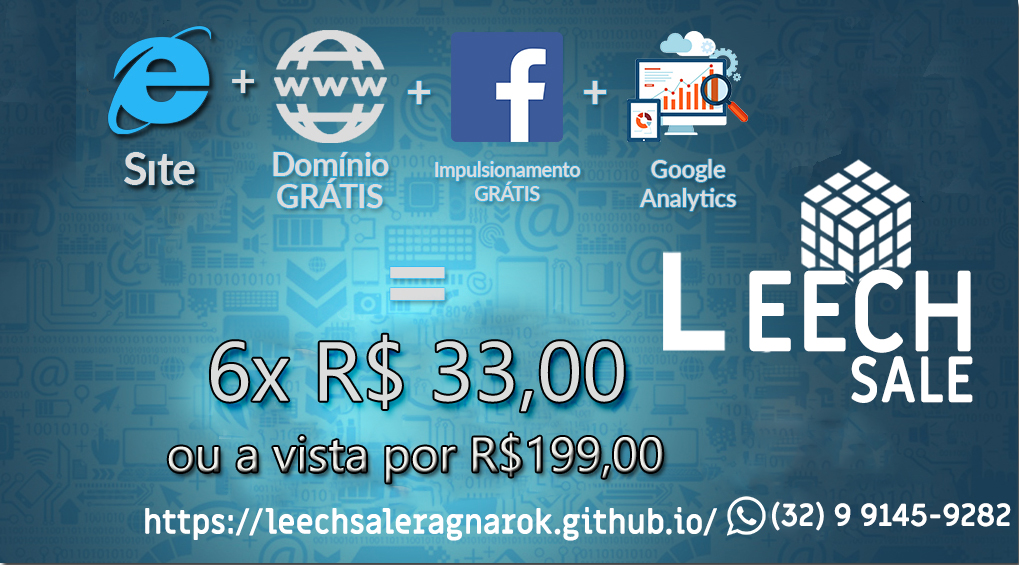 www
Site
Domínio
GRÁTIS
Impulsionamento
GRÁTIS
Google
Analytics
LEECH
SALE
6x R$ 33,00
ou a vista por R$199,00
https://leechsaleragnarok.github.io/ (32) 9 9145-9282